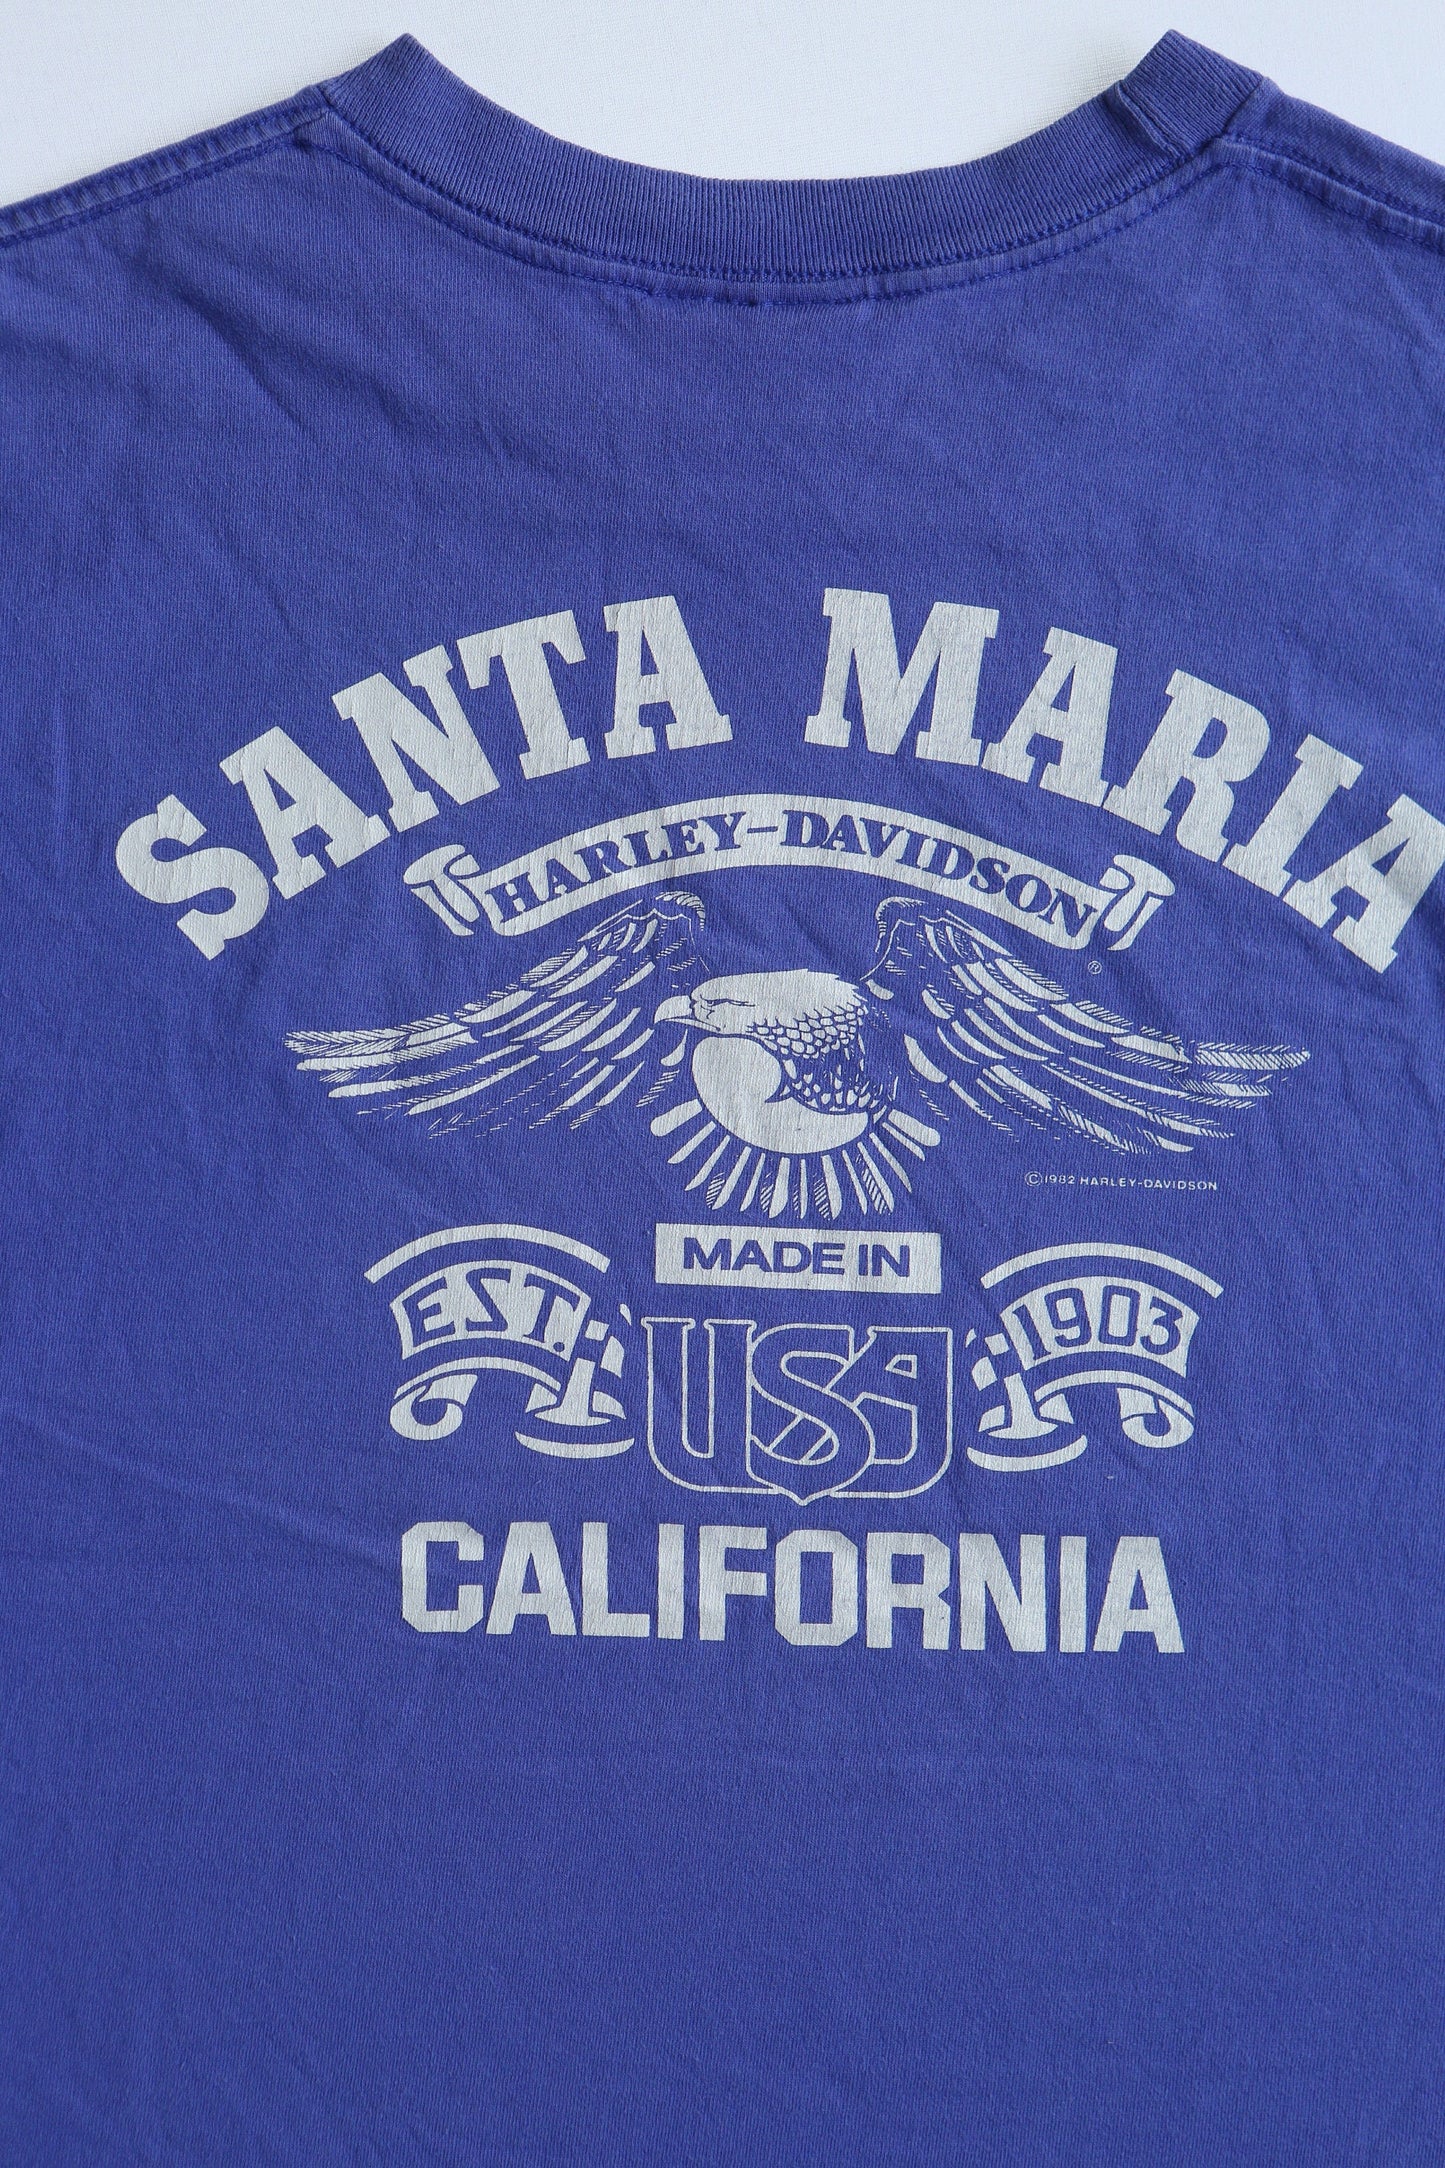 SANTA MARIA
HARLEY-DAVIDSON
®
©1982 HARLEY-DAVIDSON
MADE IN
EST. USA 1903
CALIFORNIA